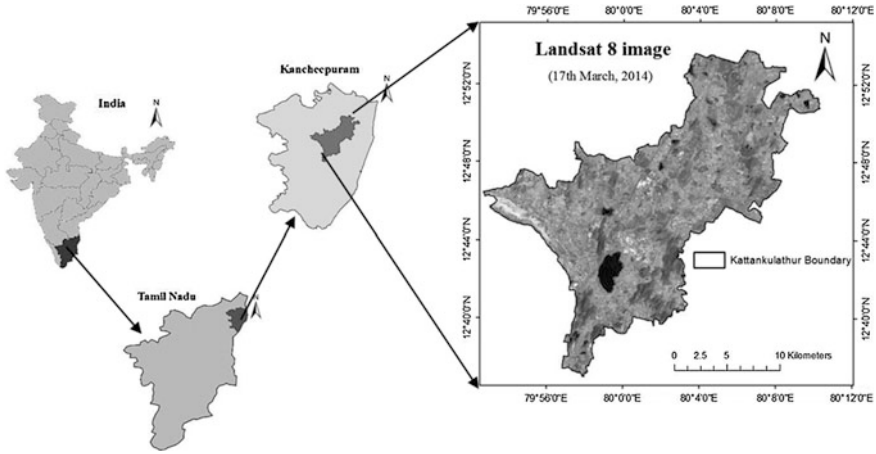 India
N
Tamil Nadu
N
Kancheepuram
N
79°56'0"E 80°0'0"E 80°4'0"E 80°8'0"E 80°12'0"E
Landsat 8 image
(17th March, 2014)
N
12°52'0"N 12°52'0"N
12°48'0"N 12°48'0"N
12°44'0"N 12°44'0"N
12°40'0"N 12°40'0"N
Kattankulathur Boundary
0 2.5 5 10 Kilometers
79°56'0"E 80°0'0"E 80°4'0"E 80°8'0"E 80°12'0"E